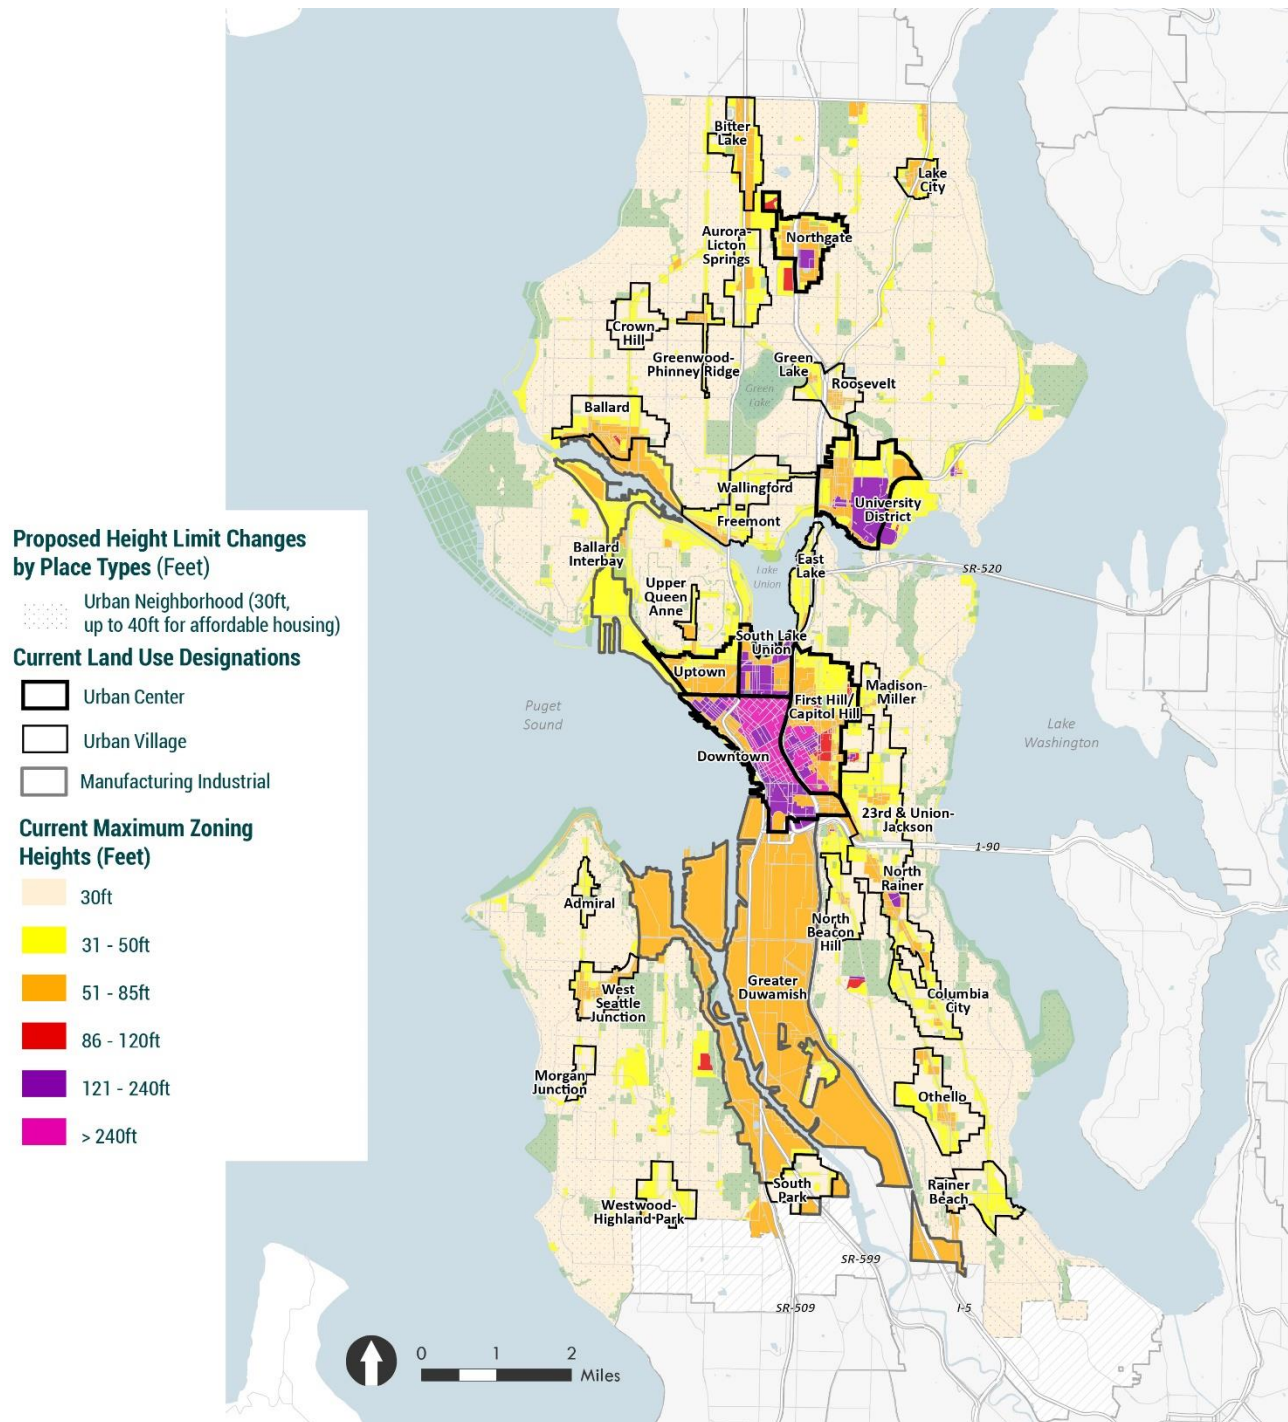 Proposed Height Limit Changes
by Place Types (Feet)
Urban Neighborhood (30ft,
up to 40ft for affordable housing)
Current Land Use Designations
Urban Center
Urban Village
Manufacturing Industrial
Current Maximum Zoning
Heights (Feet)
30ft
31 - 50ft
51 - 85ft
86 - 120ft
121 - 240ft
> 240ft
Bitter
Lake
Lake
City
Aurora-
Licton
Springs
Northgate
Crown
Hill
Greenwood-
Phinney Ridge
Green
Lake
Green
Lake
Roosevelt
Ballard
Wallingford
University
District
Freemont
Ballard
Interbay
East
Lake
Lake
Union
SR-520
Upper
Queen
Anne
South Lake
Union
Uptown
Madison-
Miller
First Hill/
Capitol Hill
Puget
Sound
Lake
Washington
Downtown
23rd & Union-
Jackson
1-90
North
Rainer
Admiral
North
Beacon
Hill
West
Seattle
Junction
Greater
Duwamish
Columbia
City
Morgan
Junction
Othello
South
Park
Rainer
Beach
Westwood-
Highland Park
SR-599
SR-509
I-5
0 1 2
Miles